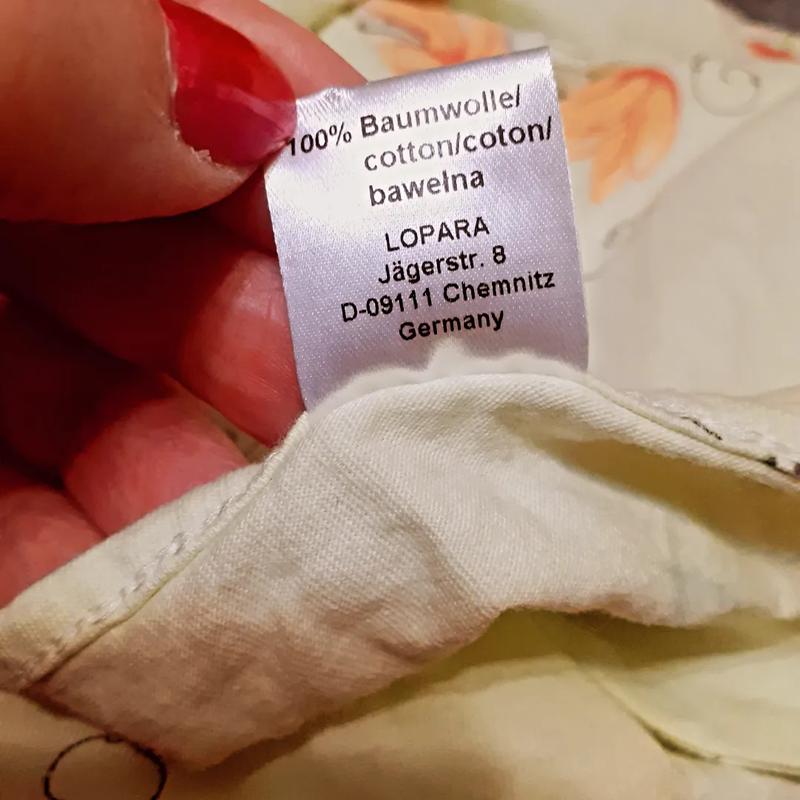 100% Baumwolle/
cotton/coton/
bawełna
LOPARA
Jägerstr. 8
D-09111 Chemnitz
Germany